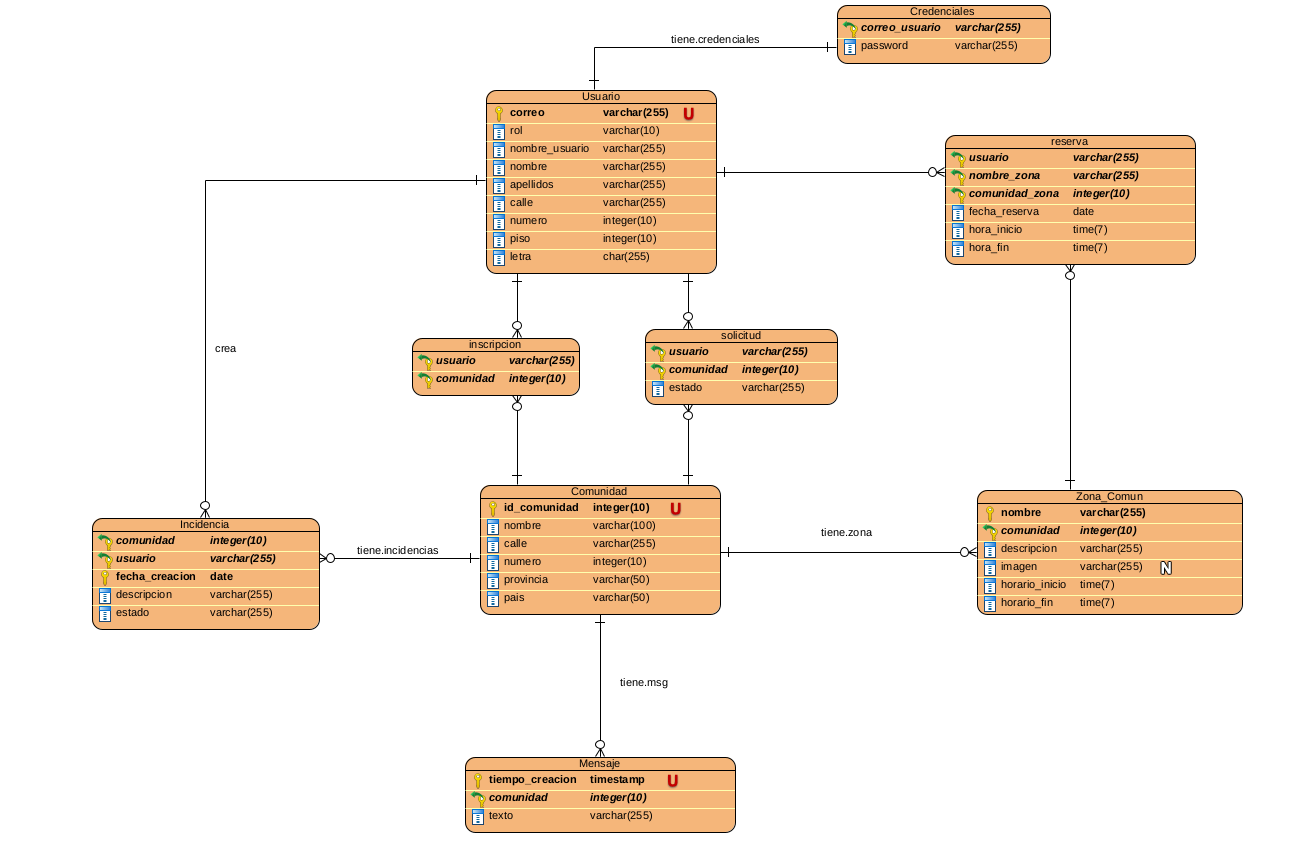 Credenciales
correo_usuario varchar(255)
password varchar(255)
tiene.credenciales
Usuario
correo varchar(255) U
rol varchar(10)
nombre_usuario varchar(255)
nombre varchar(255)
apellidos varchar(255)
calle varchar(255)
numero integer(10)
piso integer(10)
letra char(255)
reserva
usuario varchar(255)
nombre_zona varchar(255)
comunidad_zona integer(10)
fecha_reserva date
hora_inicio time(7)
hora_fin time(7)
crea
inscripcion
usuario varchar(255)
comunidad integer(10)
solicitud
usuario varchar(255)
comunidad integer(10)
estado varchar(255)
Incidencia
comunidad integer(10)
usuario varchar(255)
fecha_creacion date
descripcion varchar(255)
estado varchar(255)
tiene.incidencias
Comunidad
id_comunidad integer(10) U
nombre varchar(100)
calle varchar(255)
numero integer(10)
provincia varchar(50)
pais varchar(50)
tiene.zona
Zona_Comun
nombre varchar(255)
comunidad integer(10)
descripcion varchar(255)
imagen varchar(255) N
horario_inicio time(7)
horario_fin time(7)
tiene.msg
Mensaje
tiempo_creacion timestamp U
comunidad integer(10)
texto varchar(255)